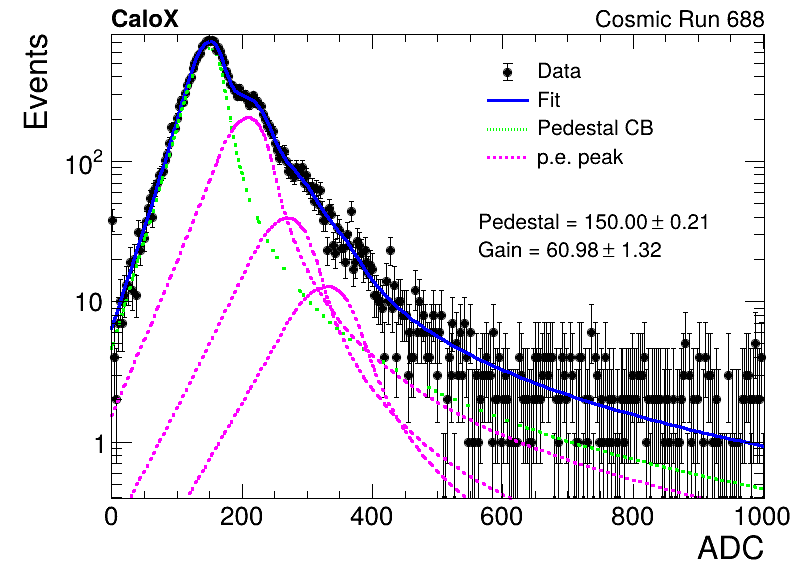 CaloX Cosmic Run 688
Events
Data
Fit
Pedestal CB
p.e. peak
Pedestal = 150.00 ± 0.21
Gain = 60.98 ± 1.32
10²
10
1
0 200 400 600 800 1000
ADC